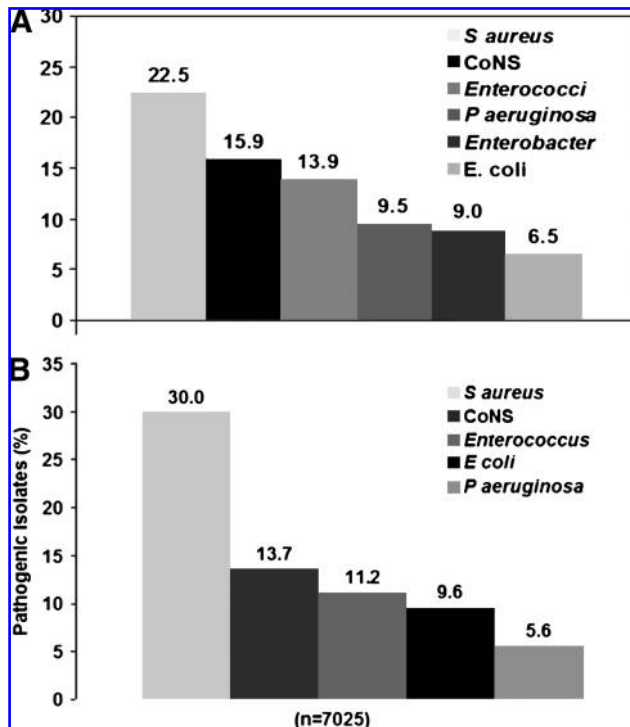 A
30
25
20
15
10
5
0
22.5
15.9
13.9
9.5
9.0
6.5
S aureus
CoNS
Enterococci
P aeruginosa
Enterobacter
E. coli
B
Pathogenic Isolates (%)
35
30
25
20
15
10
5
0
30.0
13.7
11.2
9.6
5.6
S aureus
CoNS
Enterococcus
E coli
P aeruginosa
(n=7025)